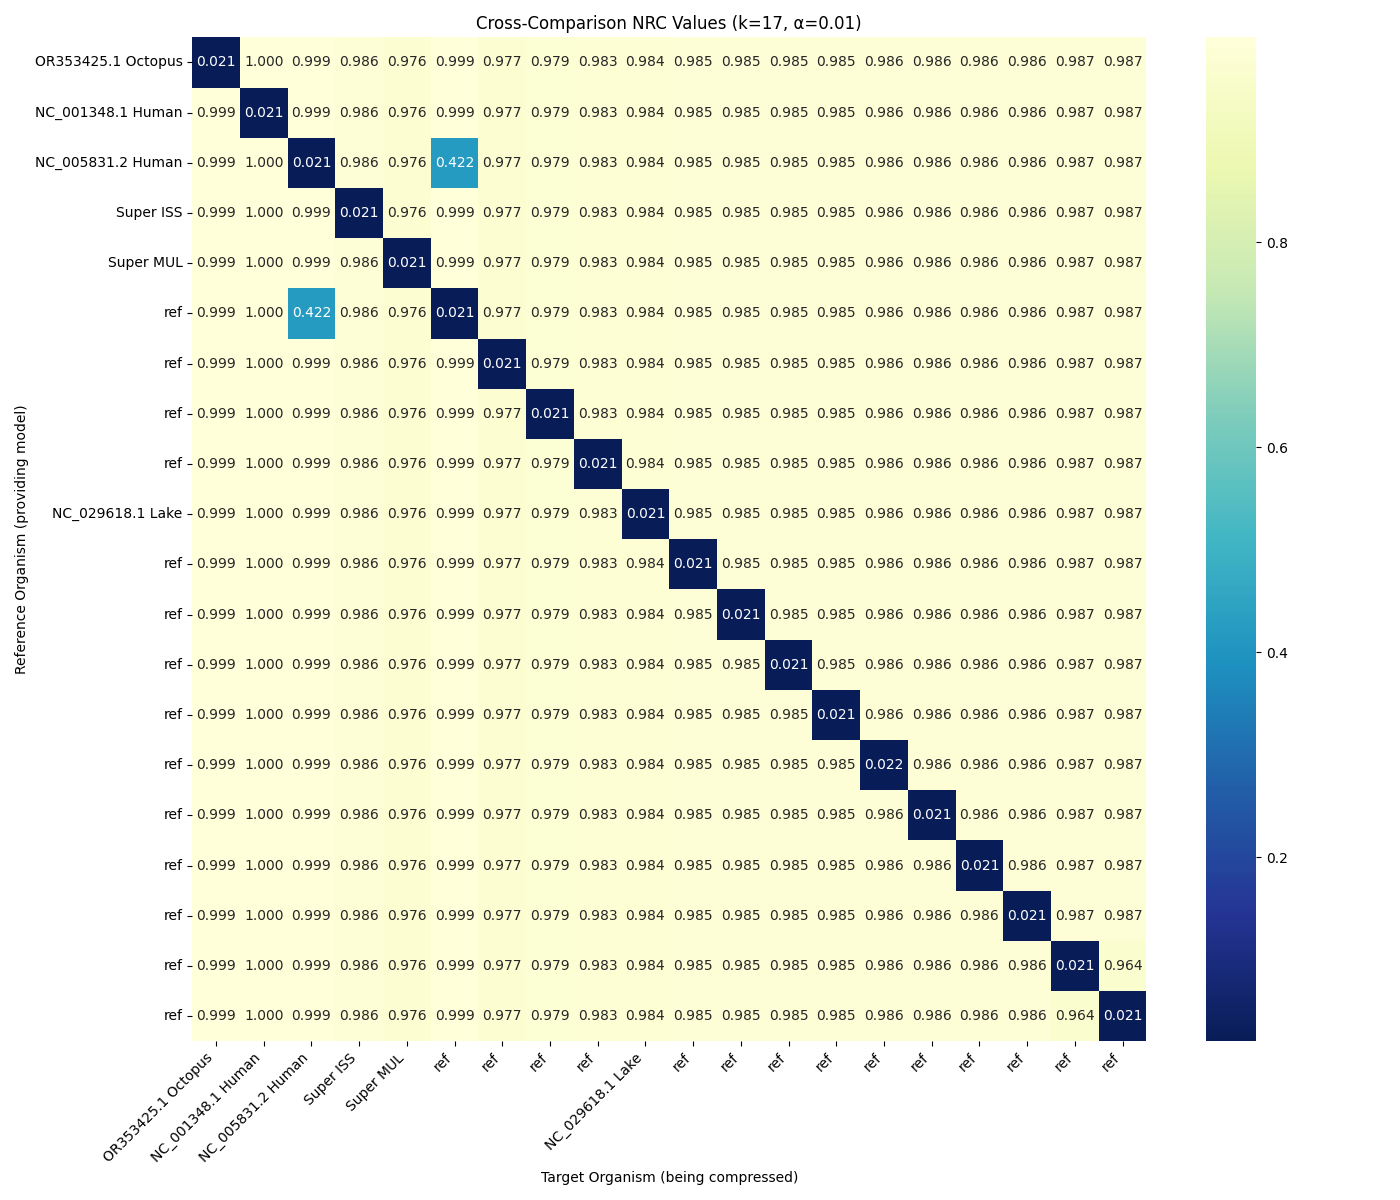 Cross-Comparison NRC Values (k=17, α=0.01)
OR353425.1 Octopus 0.021 1.000 0.999 0.986 0.976 0.999 0.977 0.979 0.983 0.984 0.985 0.985 0.985 0.985 0.986 0.986 0.986 0.986 0.987 0.987
NC_001348.1 Human 0.999 0.021 0.999 0.986 0.976 0.999 0.977 0.979 0.983 0.984 0.985 0.985 0.985 0.985 0.986 0.986 0.986 0.986 0.987 0.987
NC_005831.2 Human 0.999 1.000 0.021 0.986 0.976 0.422 0.977 0.979 0.983 0.984 0.985 0.985 0.985 0.985 0.986 0.986 0.986 0.986 0.987 0.987
Super ISS 0.999 1.000 0.999 0.021 0.976 0.999 0.977 0.979 0.983 0.984 0.985 0.985 0.985 0.985 0.986 0.986 0.986 0.986 0.987 0.987
Super MUL 0.999 1.000 0.999 0.986 0.021 0.999 0.977 0.979 0.983 0.984 0.985 0.985 0.985 0.985 0.986 0.986 0.986 0.986 0.987 0.987
ref 0.999 1.000 0.422 0.986 0.976 0.021 0.977 0.979 0.983 0.984 0.985 0.985 0.985 0.985 0.986 0.986 0.986 0.986 0.987 0.987
ref 0.999 1.000 0.999 0.986 0.976 0.999 0.021 0.979 0.983 0.984 0.985 0.985 0.985 0.985 0.986 0.986 0.986 0.986 0.987 0.987
ref 0.999 1.000 0.999 0.986 0.976 0.999 0.977 0.021 0.983 0.984 0.985 0.985 0.985 0.985 0.986 0.986 0.986 0.986 0.987 0.987
ref 0.999 1.000 0.999 0.986 0.976 0.999 0.977 0.979 0.021 0.984 0.985 0.985 0.985 0.985 0.986 0.986 0.986 0.986 0.987 0.987
NC_029618.1 Lake 0.999 1.000 0.999 0.986 0.976 0.999 0.977 0.979 0.983 0.021 0.985 0.985 0.985 0.985 0.986 0.986 0.986 0.986 0.987 0.987
ref 0.999 1.000 0.999 0.986 0.976 0.999 0.977 0.979 0.983 0.984 0.021 0.985 0.985 0.985 0.986 0.986 0.986 0.986 0.987 0.987
ref 0.999 1.000 0.999 0.986 0.976 0.999 0.977 0.979 0.983 0.984 0.985 0.021 0.985 0.985 0.986 0.986 0.986 0.986 0.987 0.987
ref 0.999 1.000 0.999 0.986 0.976 0.999 0.977 0.979 0.983 0.984 0.985 0.985 0.021 0.985 0.986 0.986 0.986 0.986 0.987 0.987
ref 0.999 1.000 0.999 0.986 0.976 0.999 0.977 0.979 0.983 0.984 0.985 0.985 0.985 0.021 0.986 0.986 0.986 0.986 0.987 0.987
ref 0.999 1.000 0.999 0.986 0.976 0.999 0.977 0.979 0.983 0.984 0.985 0.985 0.985 0.985 0.022 0.986 0.986 0.986 0.987 0.987
ref 0.999 1.000 0.999 0.986 0.976 0.999 0.977 0.979 0.983 0.984 0.985 0.985 0.985 0.985 0.986 0.021 0.986 0.986 0.987 0.987
ref 0.999 1.000 0.999 0.986 0.976 0.999 0.977 0.979 0.983 0.984 0.985 0.985 0.985 0.985 0.986 0.986 0.021 0.986 0.987 0.987
ref 0.999 1.000 0.999 0.986 0.976 0.999 0.977 0.979 0.983 0.984 0.985 0.985 0.985 0.985 0.986 0.986 0.986 0.021 0.987 0.987
ref 0.999 1.000 0.999 0.986 0.976 0.999 0.977 0.979 0.983 0.984 0.985 0.985 0.985 0.985 0.986 0.986 0.986 0.986 0.021 0.964
ref 0.999 1.000 0.999 0.986 0.976 0.999 0.977 0.979 0.983 0.984 0.985 0.985 0.985 0.985 0.986 0.986 0.986 0.986 0.964 0.021
OR353425.1 Octopus
NC_001348.1 Human
NC_005831.2 Human
Super ISS
Super MUL
ref
ref
ref
ref
NC_029618.1 Lake
ref
ref
ref
ref
ref
ref
ref
ref
ref
ref
Target Organism (being compressed)
Reference Organism (providing model)
0.8
0.6
0.4
0.2